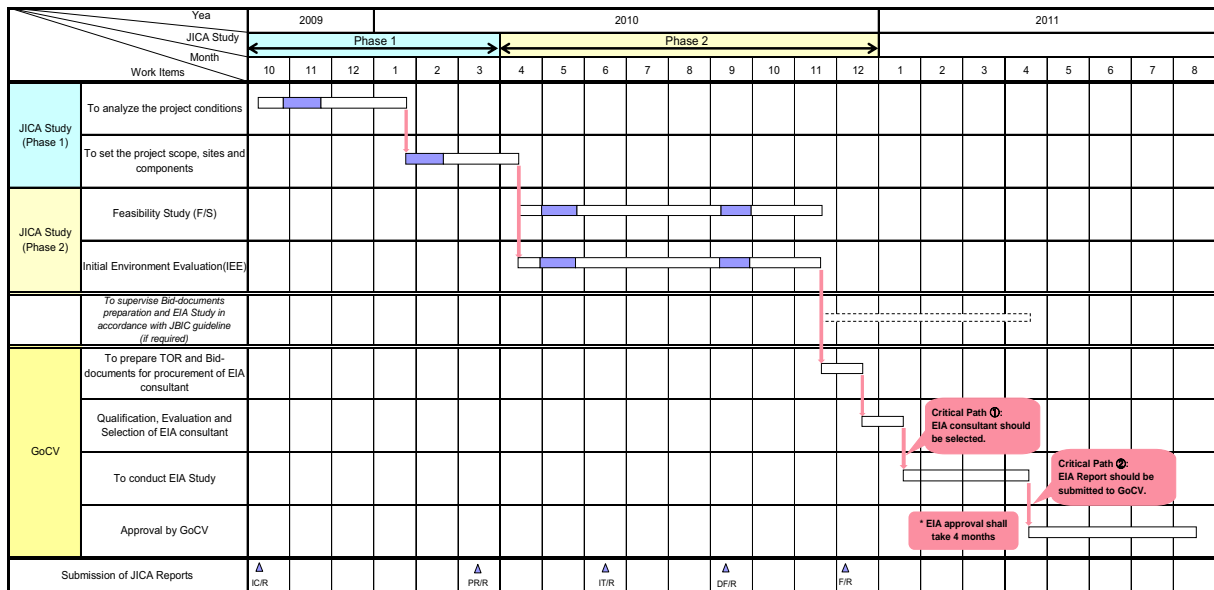 Yea
2009
2010
2011
JICA Study
Phase 1
Phase 2
Month
Work Items
10
11
12
1
2
3
4
5
6
7
8
9
10
11
12
1
2
3
4
5
6
7
8
JICA Study
(Phase 1)
To analyze the project conditions
To set the project scope, sites and
components
JICA Study
(Phase 2)
Feasibility Study (F/S)
Initial Environment Evaluation(IEE)
To supervise Bid-documents
preparation and EIA Study in
accordance with JBIC guideline
(if required)
GoCV
To prepare TOR and Bid-
documents for procurement of EIA
consultant
Qualification, Evaluation and
Selection of EIA consultant
Critical Path ①:
EIA consultant should
be selected.
To conduct EIA Study
Critical Path ②:
EIA Report should be
submitted to GoCV.
Approval by GoCV
* EIA approval shall
take 4 months
Submission of JICA Reports
IC/R
PR/R
IT/R
DF/R
F/R